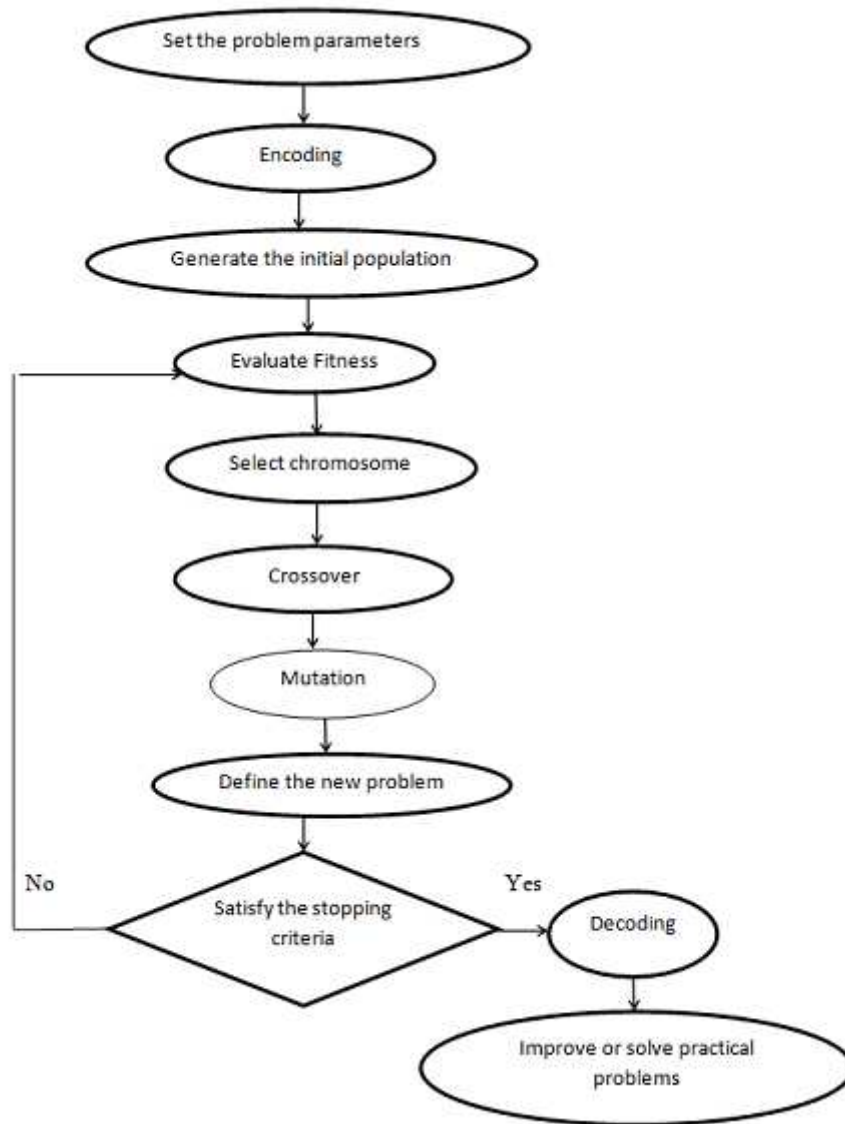 Set the problem parameters
Encoding
Generate the initial population
Evaluate Fitness
Select chromosome
Crossover
Mutation
Define the new problem
No
Yes
Satisfy the stopping
criteria
Decoding
Improve or solve practical
problems